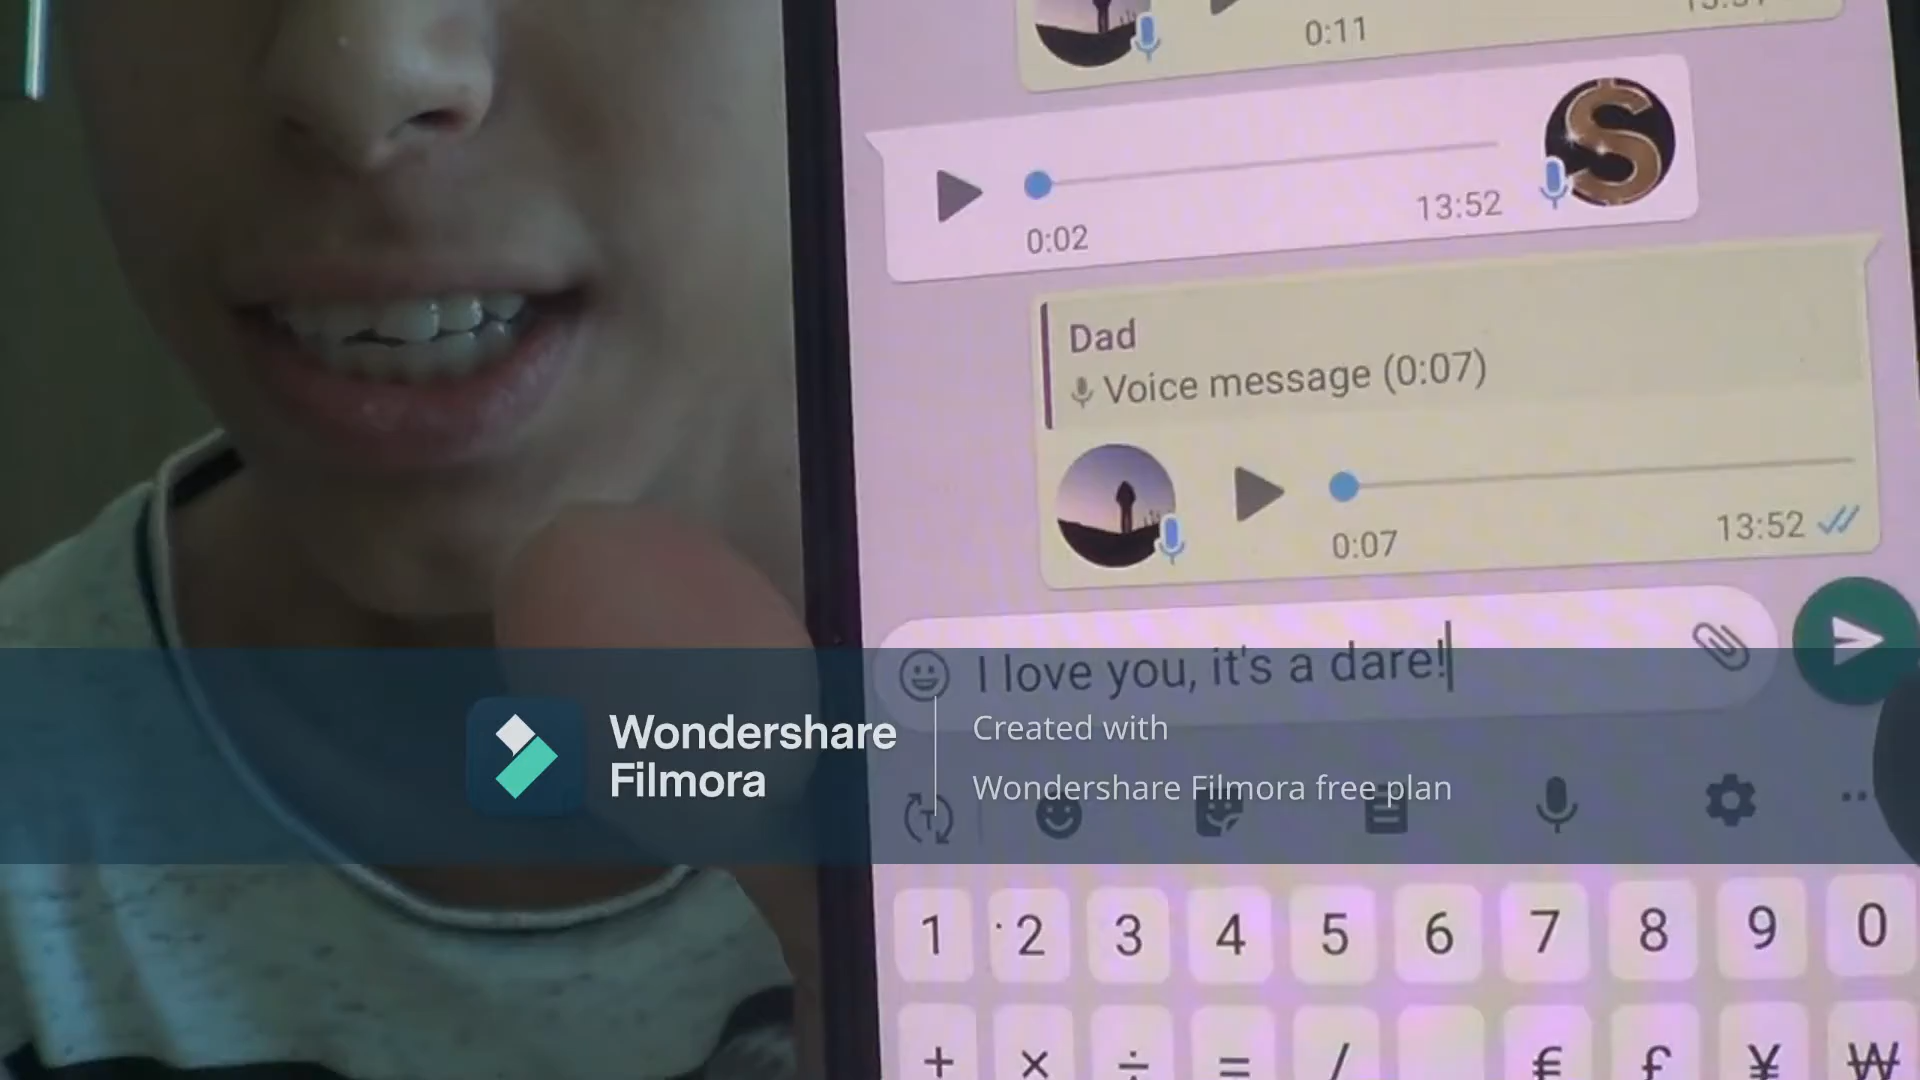 0:11
0:02
13:52
Dad
Voice message (0:07)
0:07
13:52
I love you, it's a dare!
Wondershare
Filmora
Created with
Wondershare Filmora free plan
T
1 2 3 4 5 6 7 8 9 0
+ × ÷ = / € £ ¥ ₩